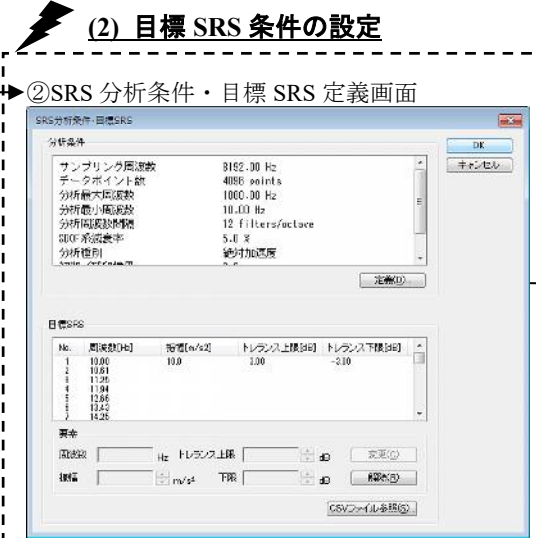 (2) 目標 SRS 条件の設定
②SRS 分析条件・目標 SRS 定義画面
SRS分析条件・目標SRS
分析条件
OK
キャンセル
サンプリング周波数 8192.00 Hz
データポイント数 4096 points
分析最大周波数 1000.00 Hz
分析最小周波数 10.00 Hz
分析周波数間隔 12 filters/octave
SDOF系減衰率 5.0 %
分析種別 絶対加速度
定義(D)...
目標SRS
No. 周波数[Hz] 振幅[m/s2] トレランス上限[dB] トレランス下限[dB]
1 10.00 10.0 3.00 -3.00
2 10.61
3 11.25
4 11.94
5 12.66
6 13.43
7 14.25
要素
周波数 Hz トレランス上限 dB 変更(C)
振幅 m/s² 下限 dB 解除(R)
CSVファイル参照(S)...